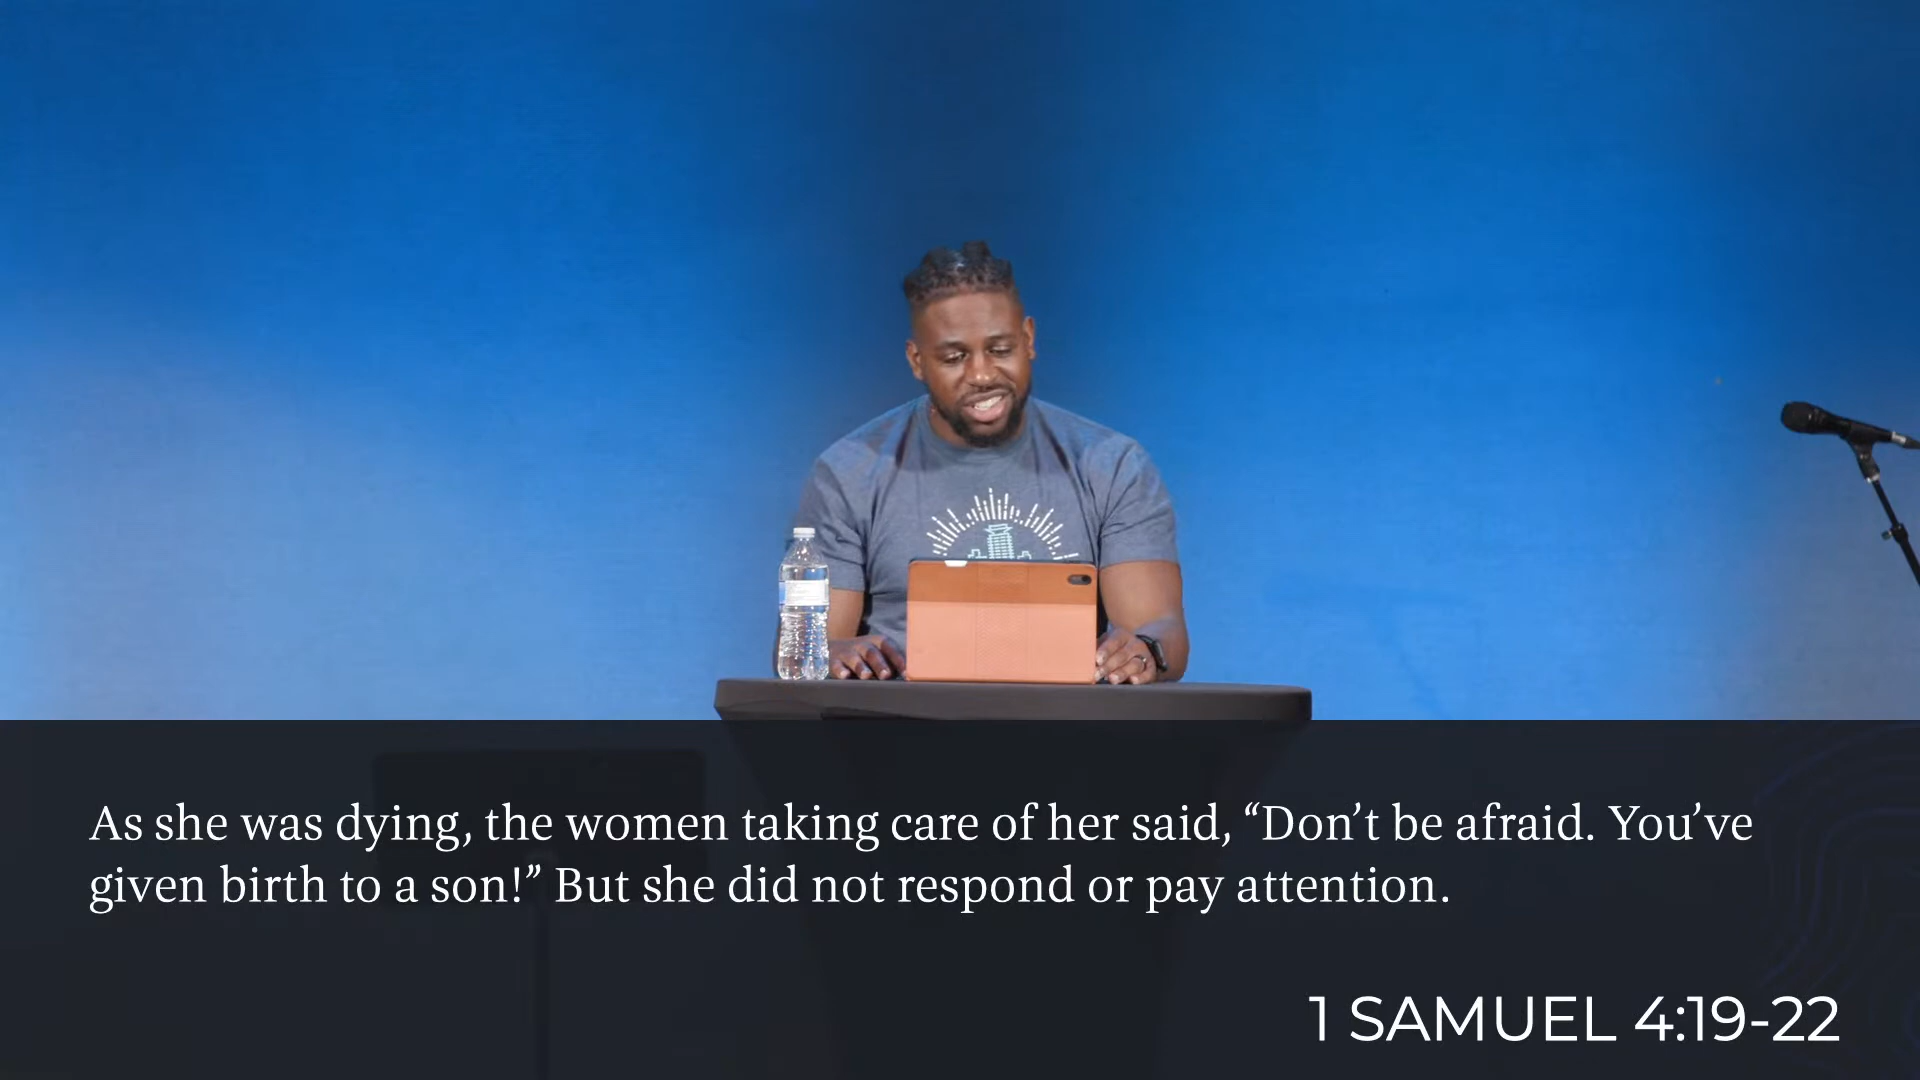 As she was dying, the women taking care of her said, “Don’t be afraid. You’ve
given birth to a son!” But she did not respond or pay attention.
1 SAMUEL 4:19-22